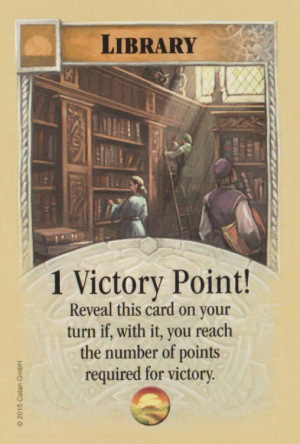 LIBRARY
1 Victory Point!
Reveal this card on your
turn if, with it, you reach
the number of points
required for victory.
© 2015 Catan GmbH